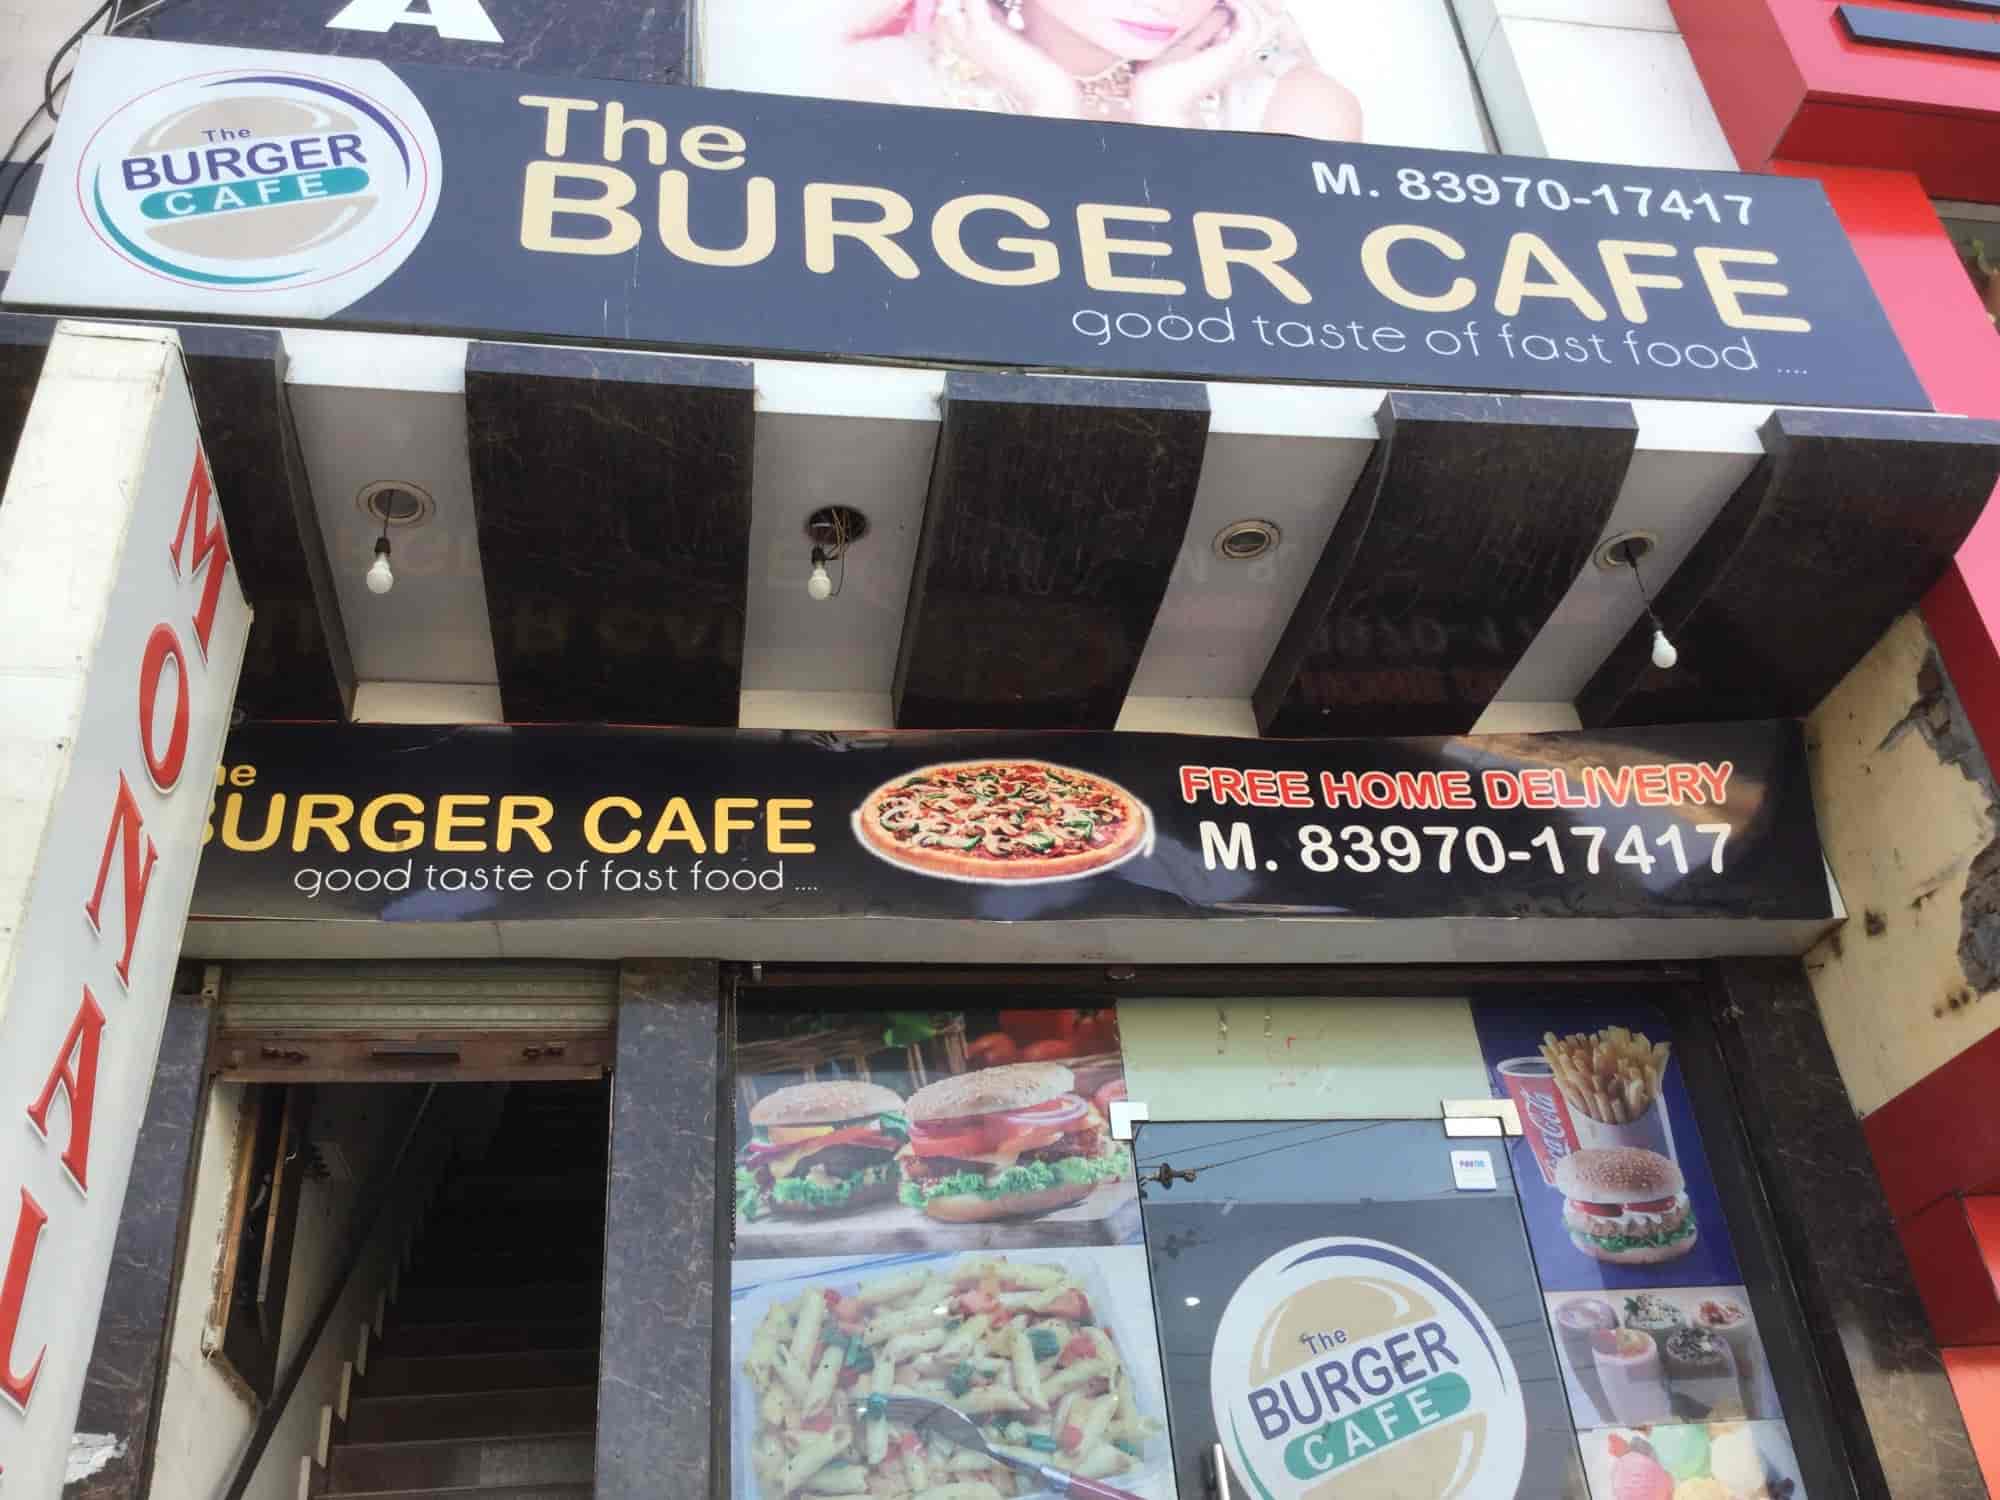 A
The
BURGER
CAFE
The
BURGER CAFE
M. 83970-17417
good taste of fast food ....
MONALI
BURGER CAFE
good taste of fast food ....
FREE HOME DELIVERY
M. 83970-17417
Coca-Cola
The
BURGER
CAFE